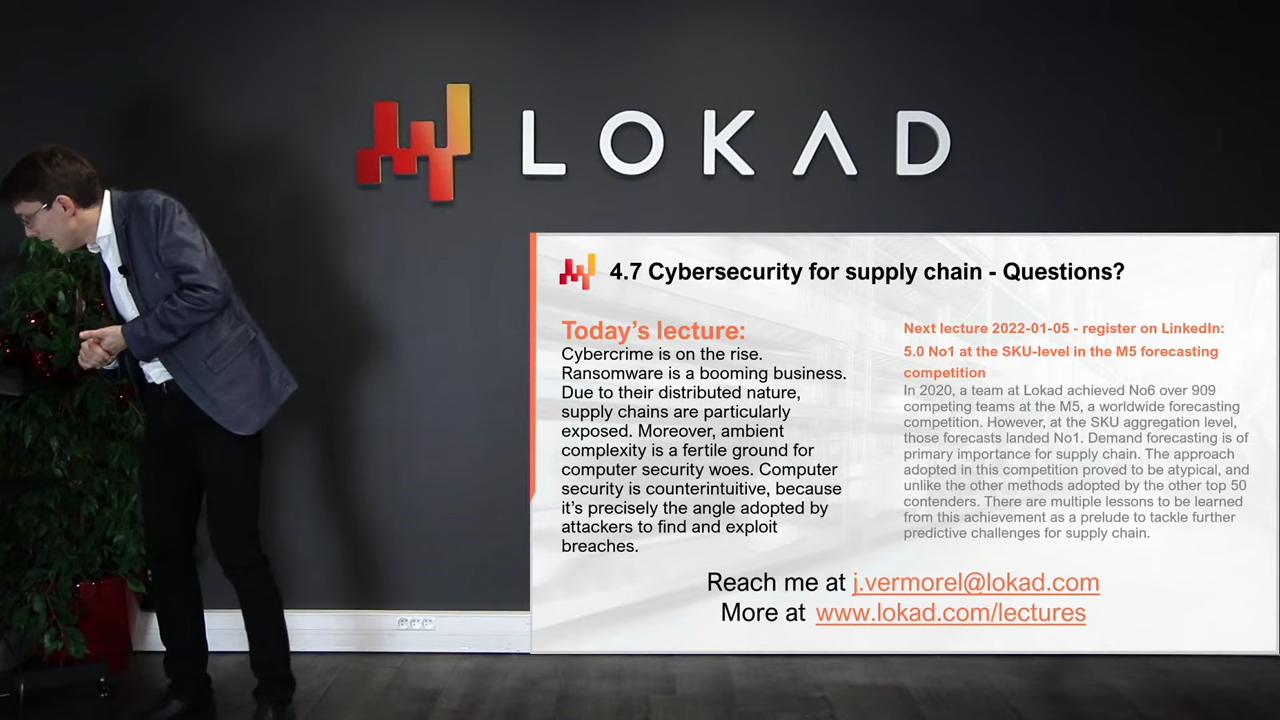 LOKAD
4.7 Cybersecurity for supply chain - Questions?
Today's lecture:
Cybercrime is on the rise.
Ransomware is a booming business.
Due to their distributed nature,
supply chains are particularly
exposed. Moreover, ambient
complexity is a fertile ground for
computer security woes. Computer
security is counterintuitive, because
it's precisely the angle adopted by
attackers to find and exploit
breaches.
Next lecture 2022-01-05 - register on LinkedIn:
5.0 No1 at the SKU-level in the M5 forecasting
competition
In 2020, a team at Lokad achieved No6 over 909
competing teams at the M5, a worldwide forecasting
competition. However, at the SKU aggregation level,
those forecasts landed No1. Demand forecasting is of
primary importance for supply chain. The approach
adopted in this competition proved to be atypical, and
unlike the other methods adopted by the other top 50
contenders. There are multiple lessons to be learned
from this achievement as a prelude to tackle further
predictive challenges for supply chain.
Reach me at j.vermorel@lokad.com
More at www.lokad.com/lectures